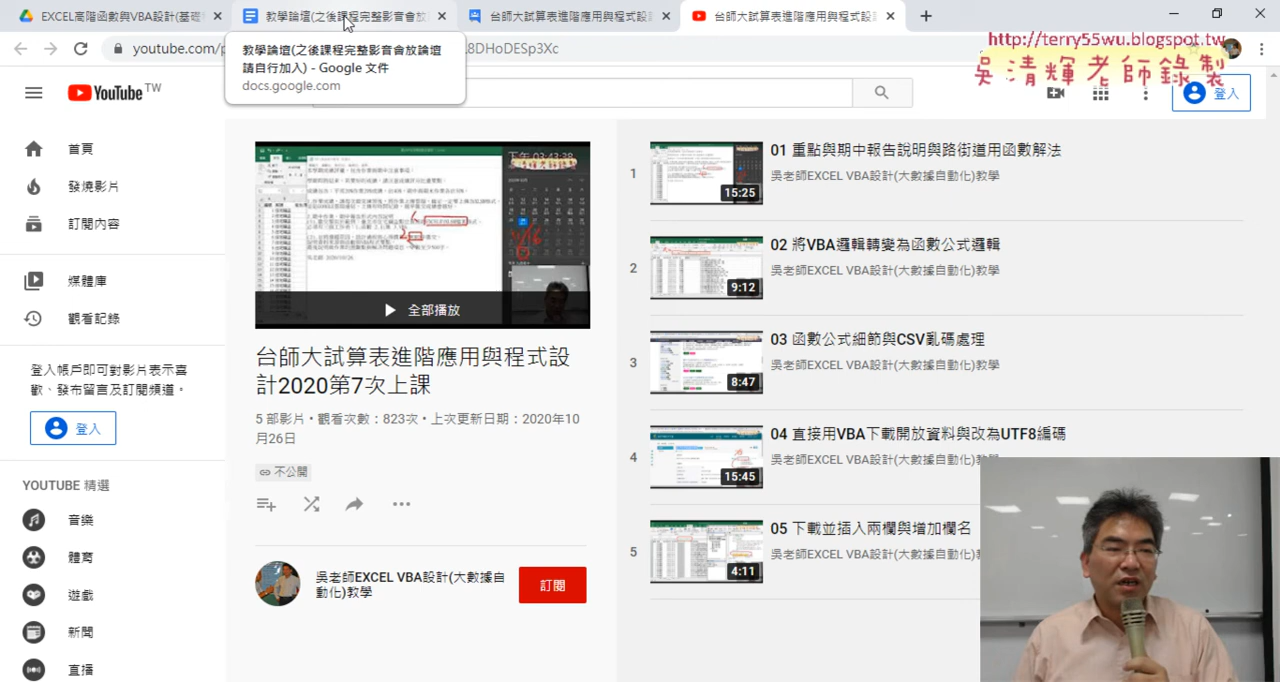 EXCEL高階函數與VBA設計(基礎
教學論壇(之後課程完整影音會放
台師大試算表進階應用與程式設
台師大試算表進階應用與程式設
youtube.com/p
8DHoDESp3Xc
http://terry55wu.blogspot.tw
吳清輝老師錄製
教學論壇(之後課程完整影音會放論壇
請自行加入) - Google 文件
docs.google.com
YouTube TW
登入
首頁
發燒影片
訂閱內容
媒體庫
觀看記錄
登入帳戶即可對影片表示喜
歡、發布留言及訂閱頻道。
登入
YOUTUBE 精選
音樂
體育
遊戲
新聞
直播
下午 03:43:38
全部播放
台師大試算表進階應用與程式設
計2020第7次上課
5 部影片・觀看次數：823次・上次更新日期：2020年10
月26日
不公開
吳老師EXCEL VBA設計(大數據自
動化)教學
訂閱
1
15:25
01 重點與期中報告說明與路街道用函數解法
吳老師EXCEL VBA設計(大數據自動化)教學
2
9:12
02 將VBA邏輯轉變為函數公式邏輯
吳老師EXCEL VBA設計(大數據自動化)教學
3
8:47
03 函數公式細節與CSV亂碼處理
吳老師EXCEL VBA設計(大數據自動化)教學
4
15:45
04 直接用VBA下載開放資料與改為UTF8編碼
吳老師EXCEL VBA設計(大數據自動化)教學
5
4:11
05 下載並插入兩欄與增加欄名
吳老師EXCEL VBA設計(大數據自動